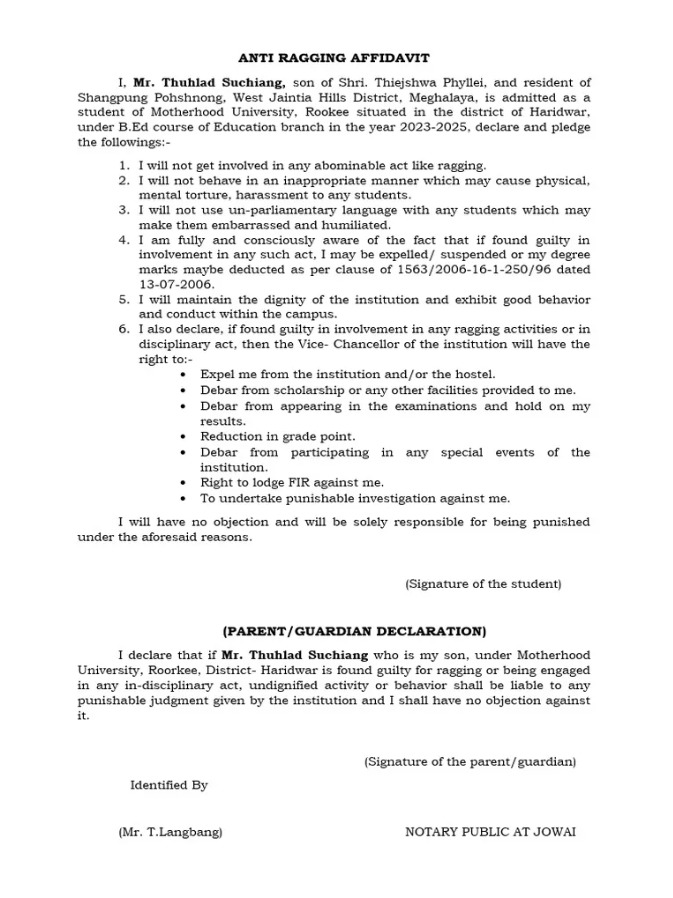 ANTI RAGGING AFFIDAVIT
I, Mr. Thuhlad Suchiang, son of Shri. Thiejshwa Phyllei, and resident of
Shangpung Pohshnong, West Jaintia Hills District, Meghalaya, is admitted as a
student of Motherhood University, Rookee situated in the district of Haridwar,
under B.Ed course of Education branch in the year 2023-2025, declare and pledge
the followings:-
1. I will not get involved in any abominable act like ragging.
2. I will not behave in an inappropriate manner which may cause physical,
mental torture, harassment to any students.
3. I will not use un-parliamentary language with any students which may
make them embarrassed and humiliated.
4. I am fully and consciously aware of the fact that if found guilty in
involvement in any such act, I may be expelled/ suspended or my degree
marks maybe deducted as per clause of 1563/2006-16-1-250/96 dated
13-07-2006.
5. I will maintain the dignity of the institution and exhibit good behavior
and conduct within the campus.
6. I also declare, if found guilty in involvement in any ragging activities or in
disciplinary act, then the Vice- Chancellor of the institution will have the
right to:-
• Expel me from the institution and/or the hostel.
• Debar from scholarship or any other facilities provided to me.
• Debar from appearing in the examinations and hold on my
results.
• Reduction in grade point.
• Debar from participating in any special events of the
institution.
• Right to lodge FIR against me.
• To undertake punishable investigation against me.
I will have no objection and will be solely responsible for being punished
under the aforesaid reasons.
(Signature of the student)
(PARENT/GUARDIAN DECLARATION)
I declare that if Mr. Thuhlad Suchiang who is my son, under Motherhood
University, Roorkee, District- Haridwar is found guilty for ragging or being engaged
in any in-disciplinary act, undignified activity or behavior shall be liable to any
punishable judgment given by the institution and I shall have no objection against
it.
(Signature of the parent/guardian)
Identified By
(Mr. T.Langbang) NOTARY PUBLIC AT JOWAI